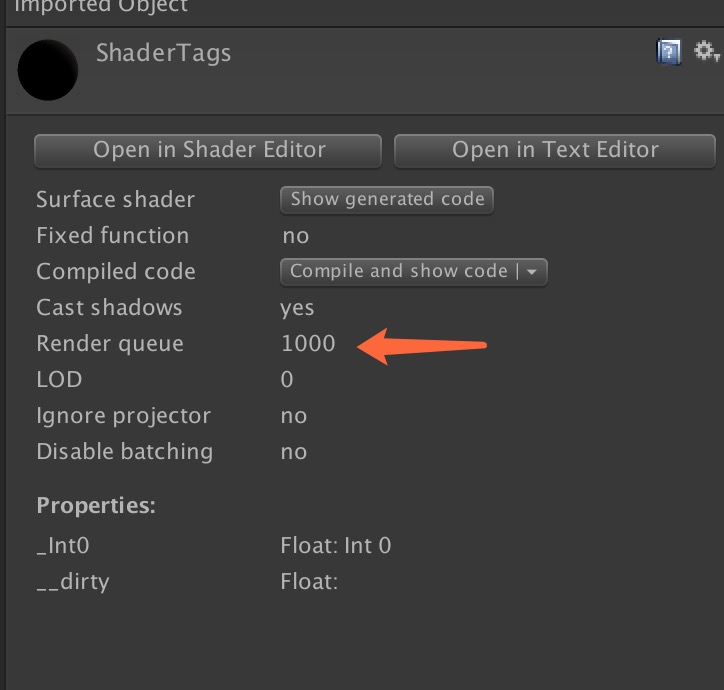 Imported Object
ShaderTags
Open in Shader Editor Open in Text Editor
Surface shader Show generated code
Fixed function no
Compiled code Compile and show code |
Cast shadows yes
Render queue 1000
LOD 0
Ignore projector no
Disable batching no
Properties:
_Int0 Float: Int 0
__dirty Float: